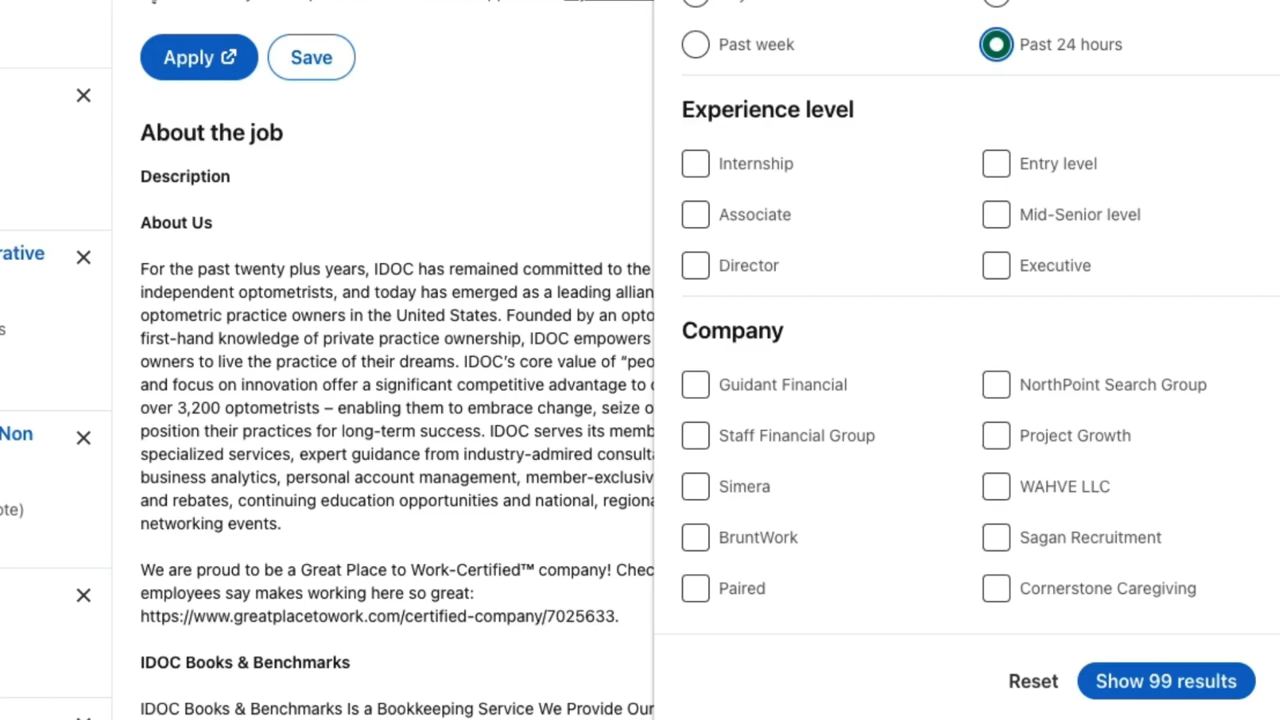 rative
s
Non
ote)
Apply
Save
About the job
Description
About Us
For the past twenty plus years, IDOC has remained committed to the
independent optometrists, and today has emerged as a leading allian
optometric practice owners in the United States. Founded by an opto
first-hand knowledge of private practice ownership, IDOC empowers
owners to live the practice of their dreams. IDOC’s core value of “peo
and focus on innovation offer a significant competitive advantage to
over 3,200 optometrists – enabling them to embrace change, seize o
position their practices for long-term success. IDOC serves its memb
specialized services, expert guidance from industry-admired consulta
business analytics, personal account management, member-exclusiv
and rebates, continuing education opportunities and national, regiona
networking events.
We are proud to be a Great Place to Work-Certified™ company! Chec
employees say makes working here so great:
https://www.greatplacetowork.com/certified-company/7025633.
IDOC Books & Benchmarks
IDOC Books & Benchmarks Is a Bookkeeping Service We Provide Our
Past week
Past 24 hours
Experience level
Internship
Entry level
Associate
Mid-Senior level
Director
Executive
Company
Guidant Financial
NorthPoint Search Group
Staff Financial Group
Project Growth
Simera
WAHVE LLC
BruntWork
Sagan Recruitment
Paired
Cornerstone Caregiving
Reset
Show 99 results